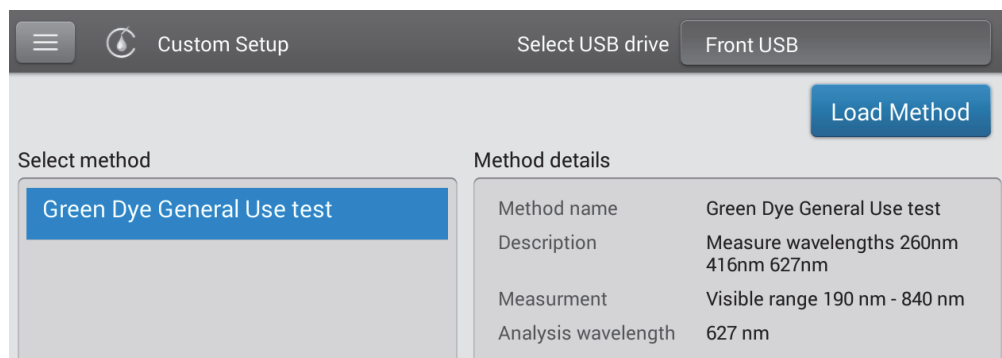 Custom Setup
Select USB drive
Front USB
Load Method
Select method
Green Dye General Use test
Method details
Method name Green Dye General Use test
Description Measure wavelengths 260nm
416nm 627nm
Measurment Visible range 190 nm - 840 nm
Analysis wavelength 627 nm